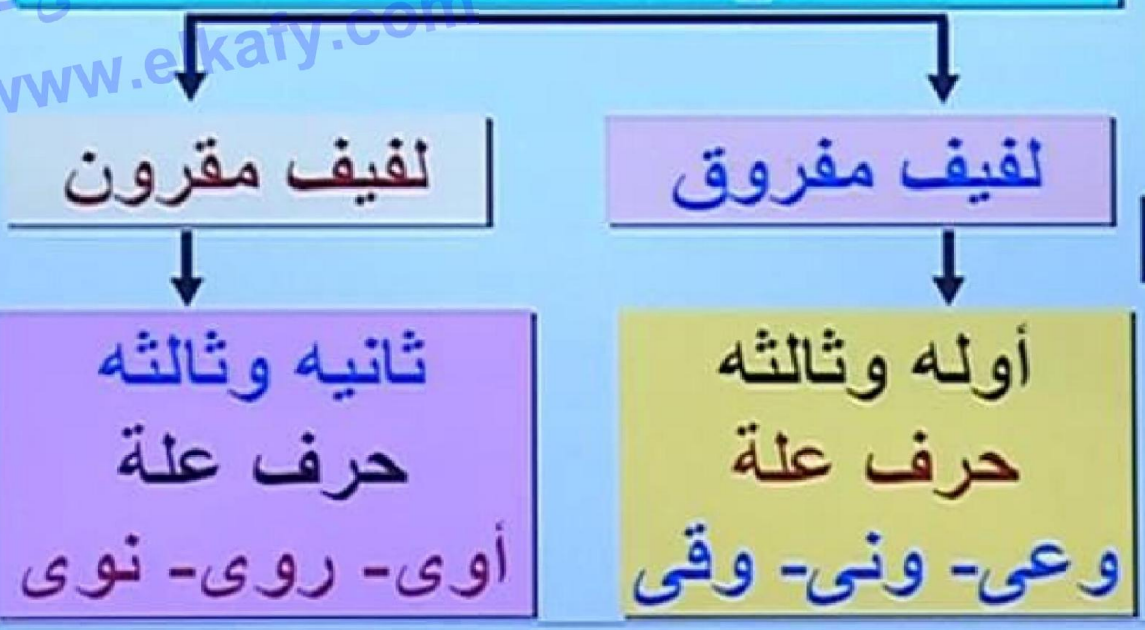 www.elkafy.com
لفيف مفروق
لفيف مقرون
أوله وثالثه
حرف علة
وعى- ونى- وقى
ثانيه وثالثه
حرف علة
أوى- روى- نوى